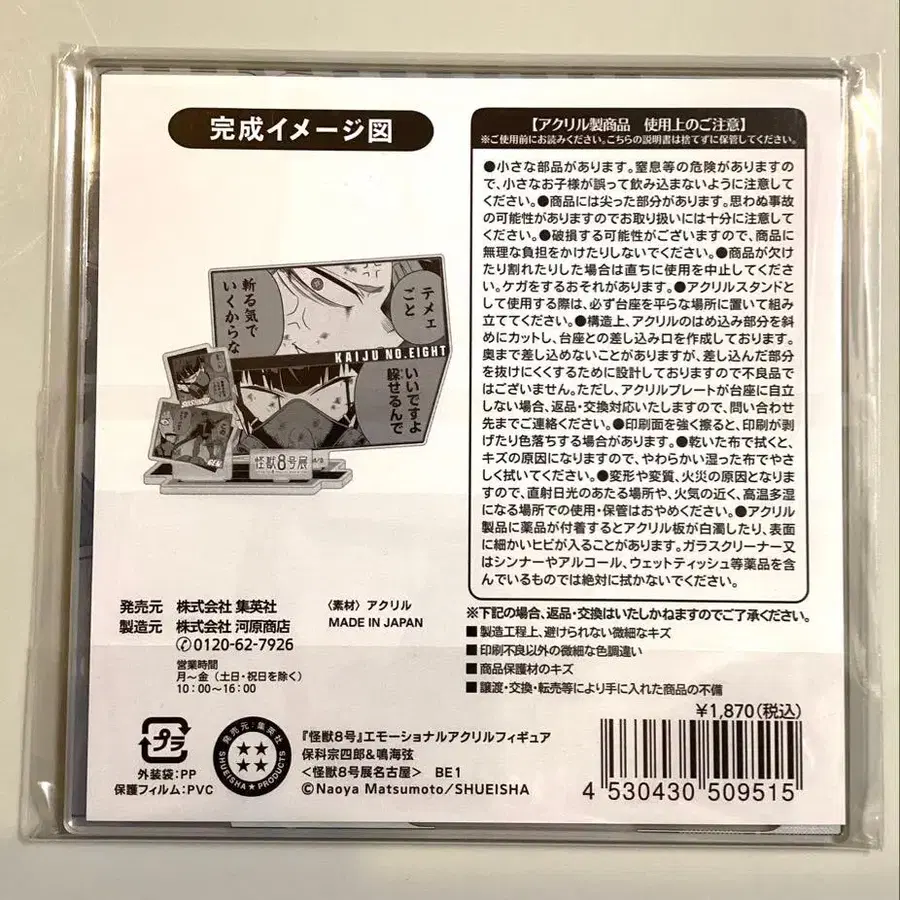 完成イメージ図
テメェ
ごと
斬る気で
いくからな
KAIJU NO.EIGHT
いいですよ
躱せるんで
怪獣8号展
【アクリル製商品　使用上のご注意】
※ご使用前にお読みください。こちらの説明書は捨てずに保管してください。
●小さな部品があります。窒息等の危険がありますの
で、小さなお子様が誤って飲み込まないように注意して
ください。●商品には尖った部分があります。思わぬ事故
の可能性がありますのでお取り扱いには十分に注意して
ください。●破損する可能性がございますので、商品に
無理な負担をかけたりしないでください。●商品が欠け
たり割れたりした場合は直ちに使用を中止してくださ
い。ケガをするおそれがあります。●アクリルスタンドと
して使用する際は、必ず台座を平らな場所に置いて組み
立ててください。●構造上、アクリルのはめ込み部分を斜
めにカットし、台座との差し込み口を作成しております。
奥まで差し込めないことがありますが、差し込んだ部分
を抜けにくくするために設計しておりますので不良品で
はございません。ただし、アクリルプレートが台座に自立
しない場合、返品・交換対応いたしますので、問い合わせ
先までご連絡ください。●印刷面を強く擦ると、印刷が剥
げたり色落ちする場合があります。●乾いた布で拭くと、
キズの原因になりますので、やわらかい湿った布でやさ
しく拭いてください。●変形や変質、火災の原因となりま
すので、直射日光のあたる場所や、火気の近く、高温多湿
になる場所での使用・保管はおやめください。●アクリル
製品に薬品が付着するとアクリル板が白濁したり、表面
に細かいヒビが入ることがあります。ガラスクリーナー又
はシンナーやアルコール、ウェットティッシュ等薬品を含
んでいるものでは絶対に拭かないでください。
発売元　株式会社 集英社
製造元　株式会社 河原商店
✆0120-62-7926
営業時間
月〜金（土日・祝日を除く）
10:00〜16:00
〈素材〉アクリル
MADE IN JAPAN
※下記の場合、返品・交換はいたしかねますのでご了承ください。
■製造工程上、避けられない微細なキズ
■印刷不良以外の微細な色調違い
■商品保護材のキズ
■譲渡・交換・転売等により手に入れた商品の不備
¥1,870(税込)
プラ
外装袋:PP
保護フィルム:PVC
発売元:集英社
SHUEISHA★PRODUCTS
『怪獣8号』エモーショナルアクリルフィギュア
保科宗四郎&鳴海弦
<怪獣8号展名古屋>　BE1
©Naoya Matsumoto/SHUEISHA
4 530430 509515